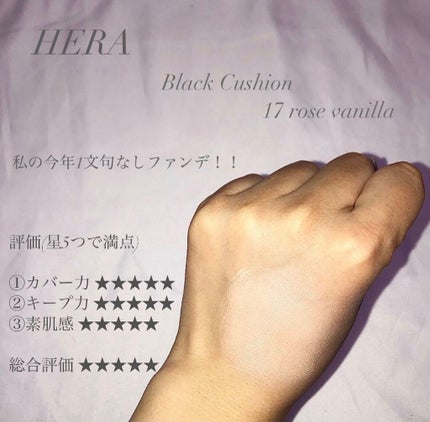 HERA
Black Cushion
17 rose vanilla
私の今年1文句なしファンデ！！
評価(星5つで満点)
①カバー力 ★★★★★
②キープ力 ★★★★★
③素肌感 ★★★★★
総合評価 ★★★★★